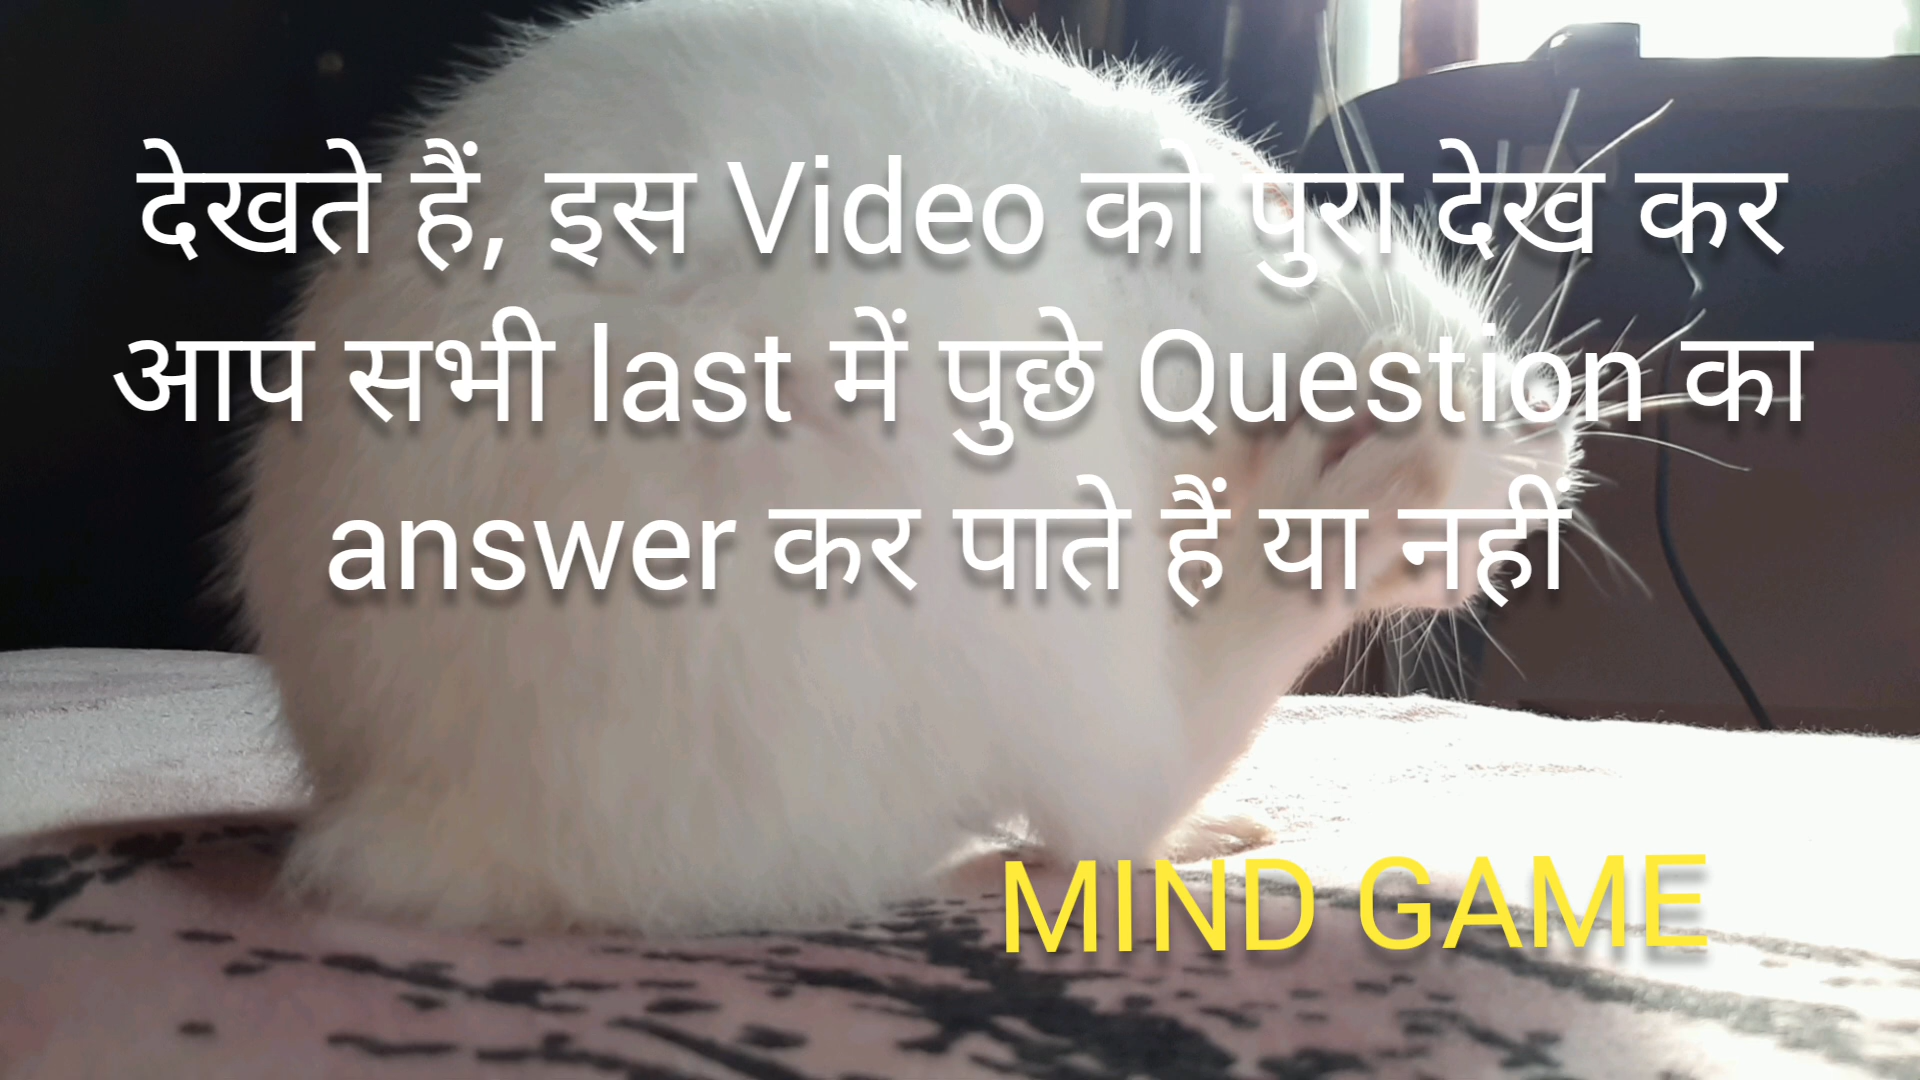 देखते हैं, इस Video को पुरा देख कर
आप सभी last में पुछे Question का
answer कर पाते हैं या नहीं
MIND GAME